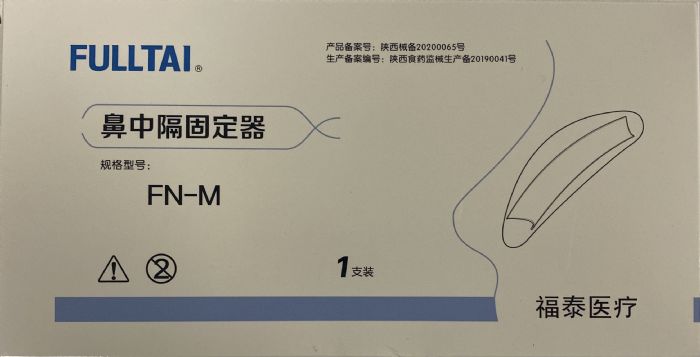 FULLTAI®
产品备案号：陕西械备20200065号
生产备案编号：陕西食药监械生产备20190041号
鼻中隔固定器
规格型号：
FN-M
1支装
福泰医疗